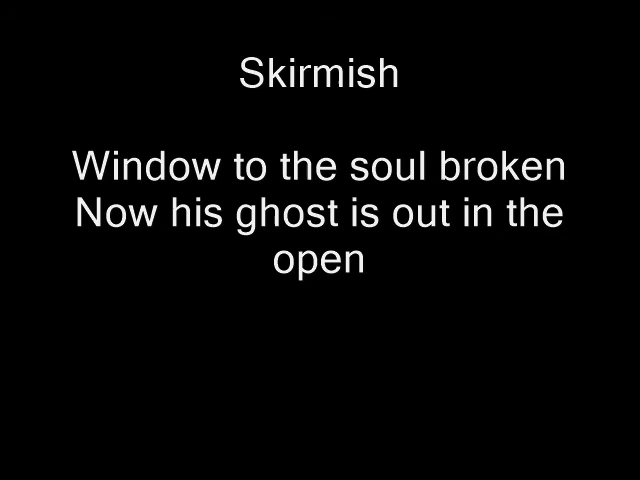 Skirmish
Window to the soul broken
Now his ghost is out in the
open